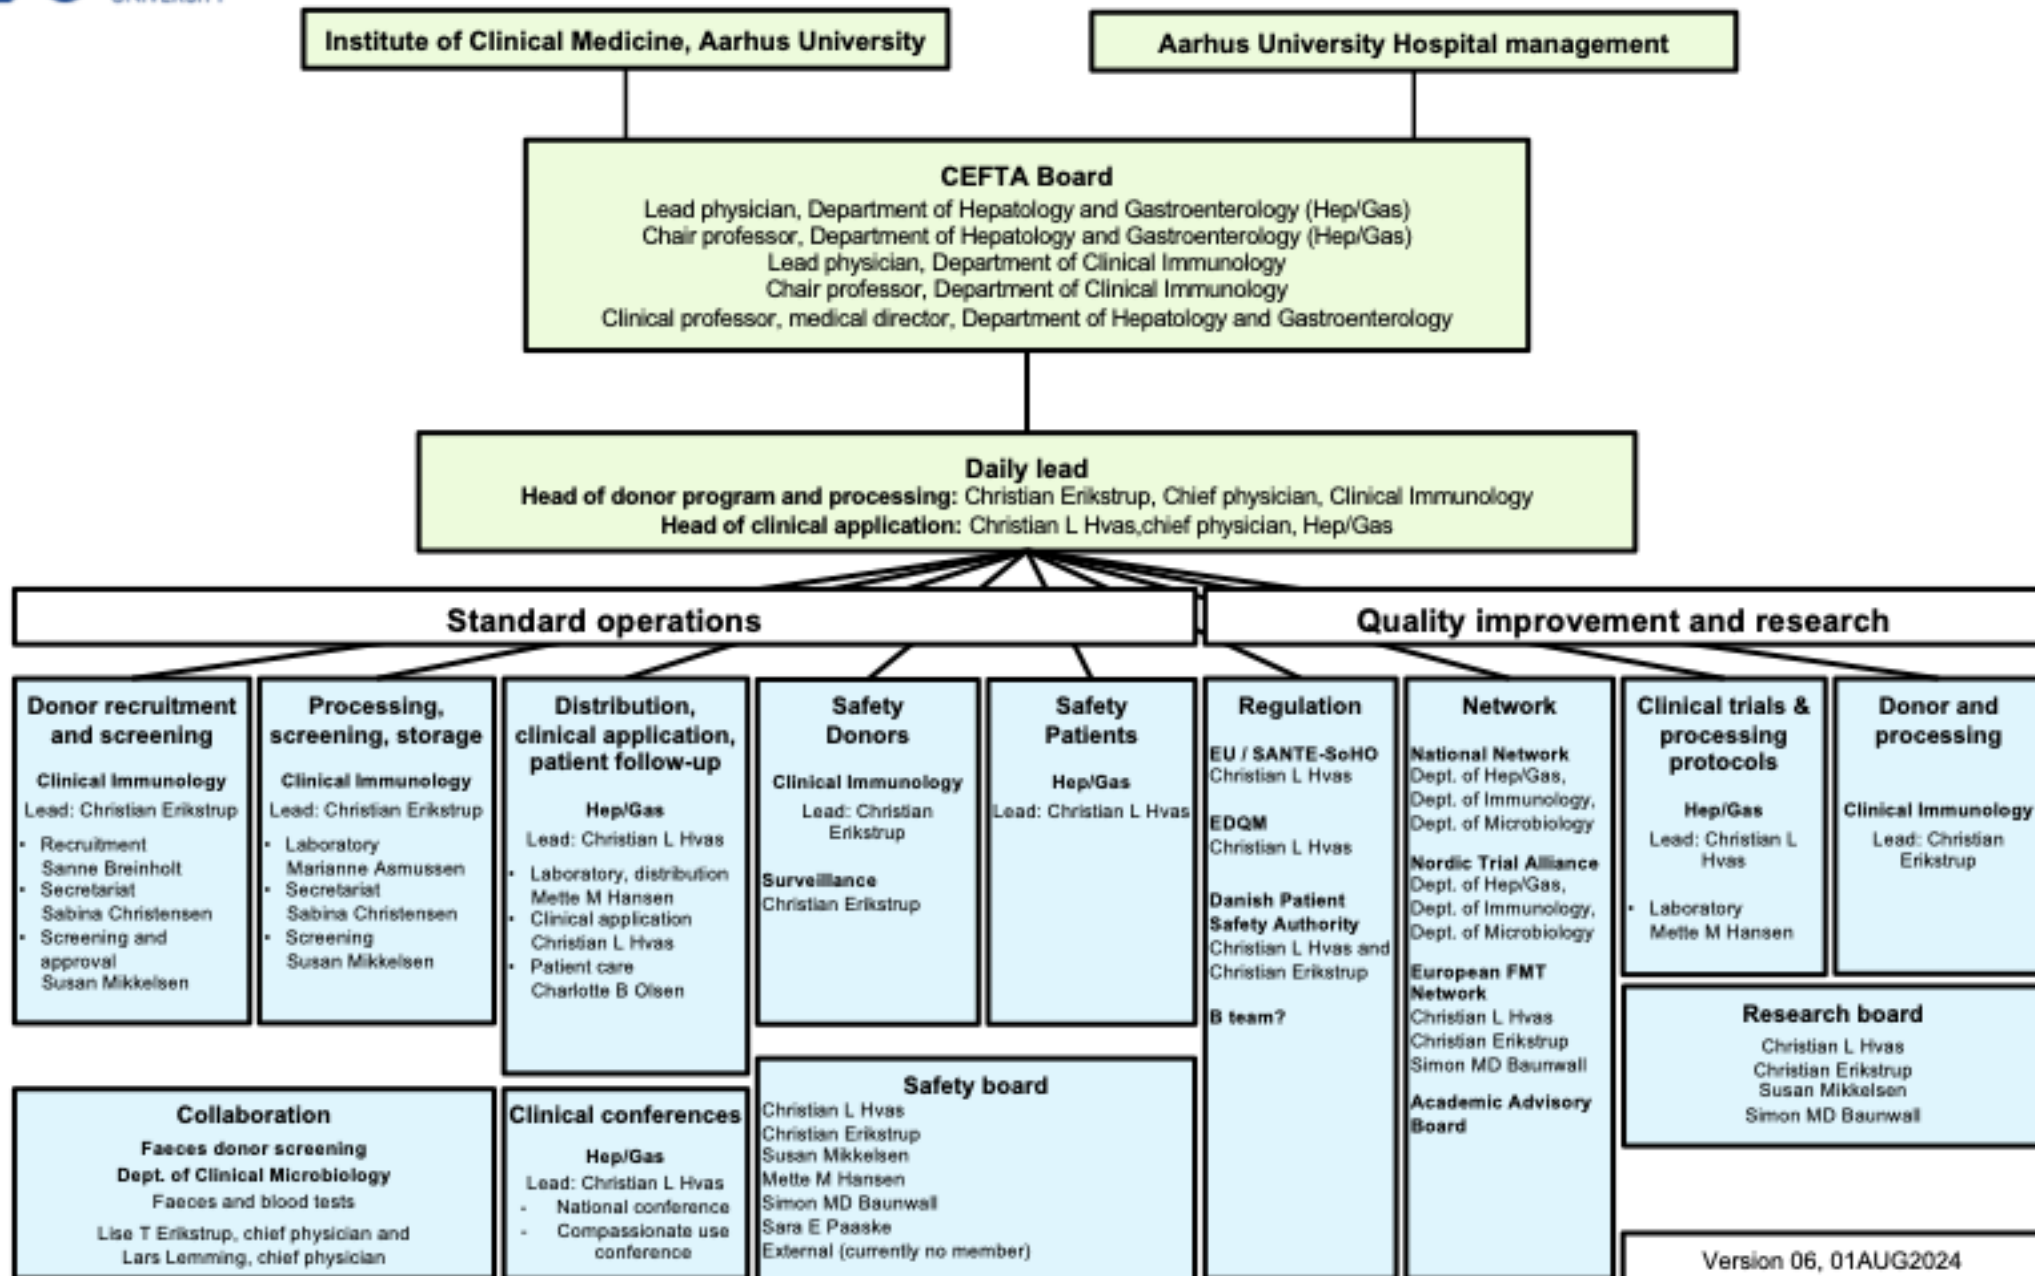 UNIVERSITY
Institute of Clinical Medicine, Aarhus University
Aarhus University Hospital management
CEFTA Board
Lead physician, Department of Hepatology and Gastroenterology (Hep/Gas)
Chair professor, Department of Hepatology and Gastroenterology (Hep/Gas)
Lead physician, Department of Clinical Immunology
Chair professor, Department of Clinical Immunology
Clinical professor, medical director, Department of Hepatology and Gastroenterology
Daily lead
Head of donor program and processing: Christian Erikstrup, Chief physician, Clinical Immunology
Head of clinical application: Christian L Hvas,chief physician, Hep/Gas
Standard operations
Quality improvement and research
Donor recruitment
and screening
Clinical Immunology
Lead: Christian Erikstrup
• Recruitment
Sanne Breinholt
• Secretariat
Sabina Christensen
• Screening and
approval
Susan Mikkelsen
Processing,
screening, storage
Clinical Immunology
Lead: Christian Erikstrup
• Laboratory
Marianne Asmussen
• Secretariat
Sabina Christensen
• Screening
Susan Mikkelsen
Distribution,
clinical application,
patient follow-up
Hep/Gas
Lead: Christian L Hvas
• Laboratory, distribution
Mette M Hansen
• Clinical application
Christian L Hvas
• Patient care
Charlotte B Olsen
Safety
Donors
Clinical Immunology
Lead: Christian
Erikstrup
Surveillance
Christian Erikstrup
Safety
Patients
Hep/Gas
Lead: Christian L Hvas
Regulation
EU / SANTE-SoHO
Christian L Hvas
EDQM
Christian L Hvas
Danish Patient
Safety Authority
Christian L Hvas and
Christian Erikstrup
B team?
Network
National Network
Dept. of Hep/Gas,
Dept. of Immunology,
Dept. of Microbiology
Nordic Trial Alliance
Dept. of Hep/Gas,
Dept. of Immunology,
Dept. of Microbiology
European FMT
Network
Christian L Hvas
Christian Erikstrup
Simon MD Baunwall
Academic Advisory
Board
Clinical trials &
processing
protocols
Hep/Gas
Lead: Christian L
Hvas
• Laboratory
Mette M Hansen
Donor and
processing
Clinical Immunology
Lead: Christian
Erikstrup
Research board
Christian L Hvas
Christian Erikstrup
Susan Mikkelsen
Simon MD Baunwall
Collaboration
Faeces donor screening
Dept. of Clinical Microbiology
Faeces and blood tests
Lise T Erikstrup, chief physician and
Lars Lemming, chief physician
Clinical conferences
Hep/Gas
Lead: Christian L Hvas
- National conference
- Compassionate use
conference
Safety board
Christian L Hvas
Christian Erikstrup
Susan Mikkelsen
Mette M Hansen
Simon MD Baunwall
Sara E Paaske
External (currently no member)
Version 06, 01AUG2024